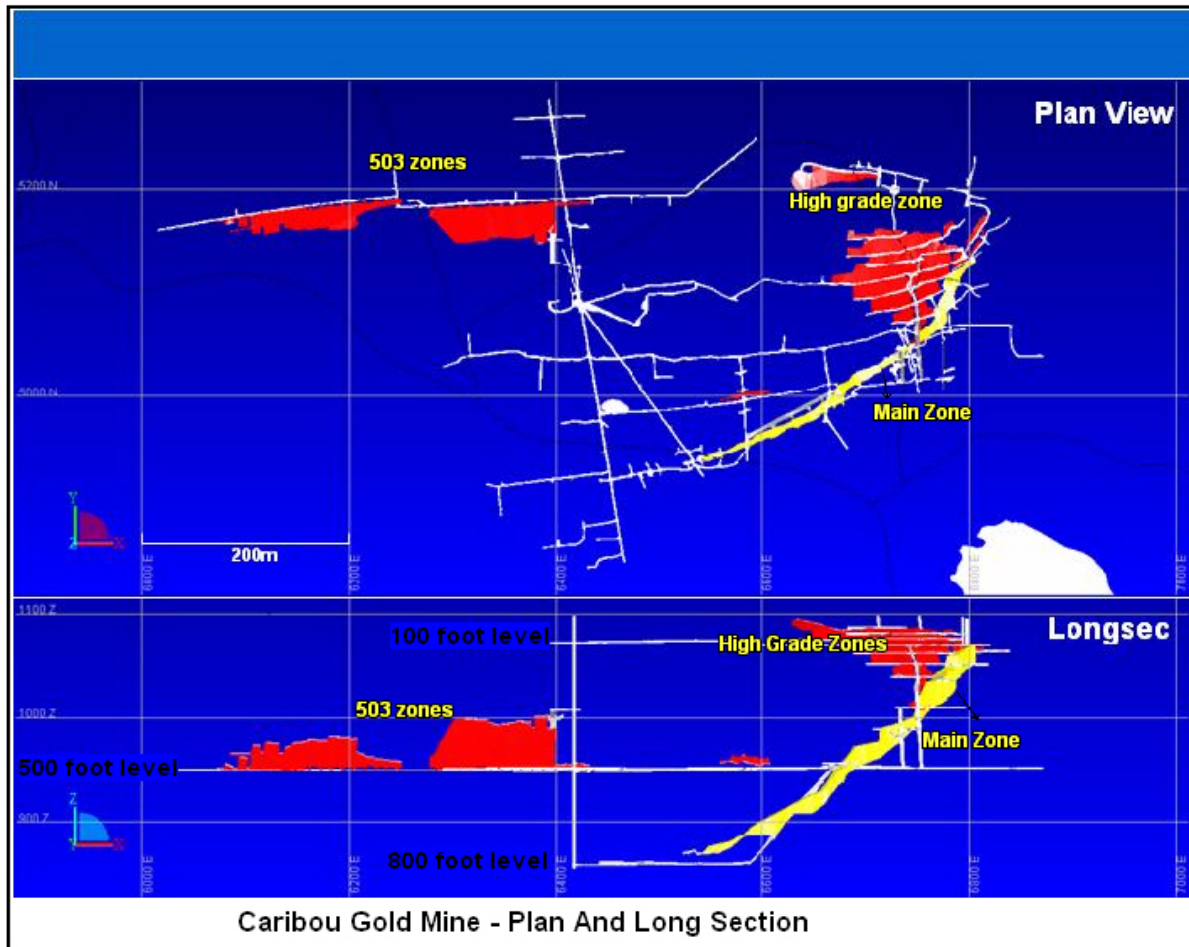 Plan View
503 zones
5200 N
High grade zone
5000 N
Main Zone
Y
Z
X
200m
6000 E
6200 E
6400 E
6600 E
6800 E
7000 E
1100 Z
100 foot level
Longsec
High Grade Zones
503 zones
1000 Z
Main Zone
500 foot level
Z
900 Z
Y
X
800 foot level
6000 E
6200 E
6400 E
6600 E
6800 E
7000 E
Caribou Gold Mine - Plan And Long Section